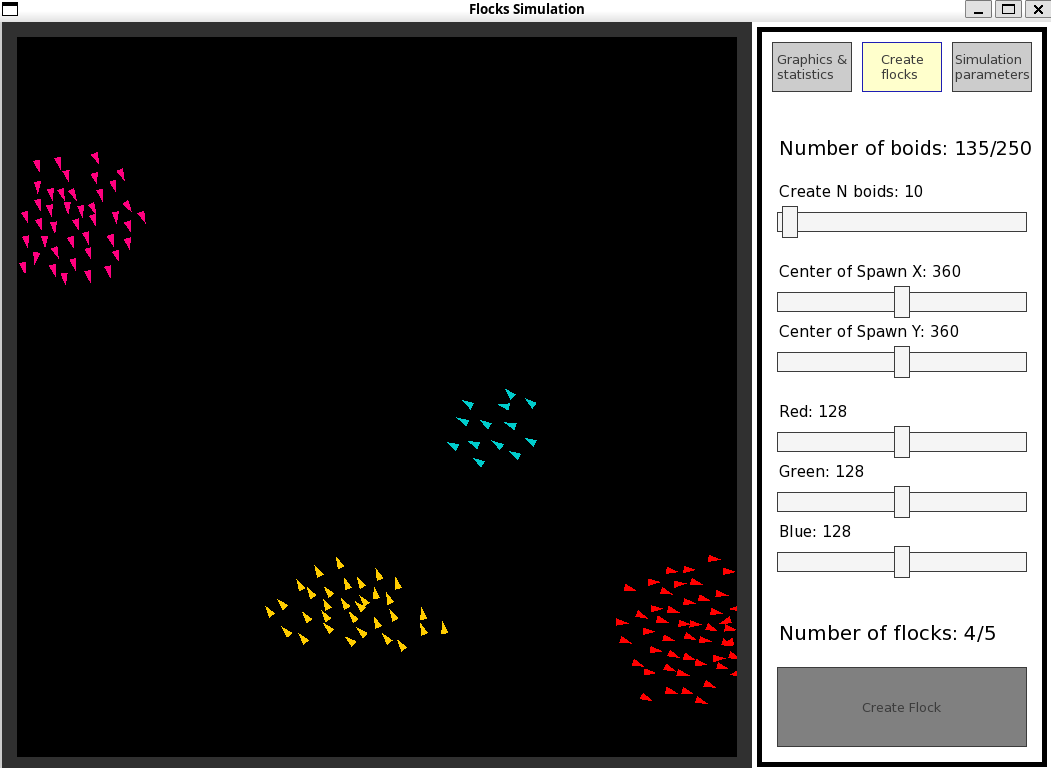 Flocks Simulation
Graphics &
statistics
Create
flocks
Simulation
parameters
Number of boids: 135/250
Create N boids: 10
Center of Spawn X: 360
Center of Spawn Y: 360
Red: 128
Green: 128
Blue: 128
Number of flocks: 4/5
Create Flock